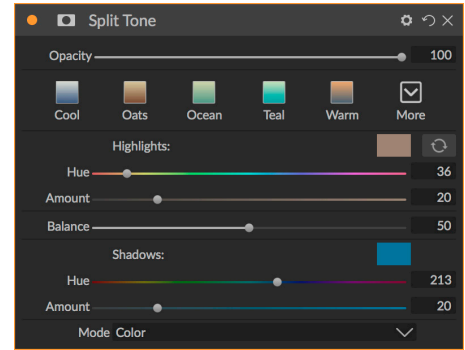 Split Tone
Opacity 100
Cool Oats Ocean Teal Warm More
Highlights:
Hue 36
Amount 20
Balance 50
Shadows:
Hue 213
Amount 20
Mode Color